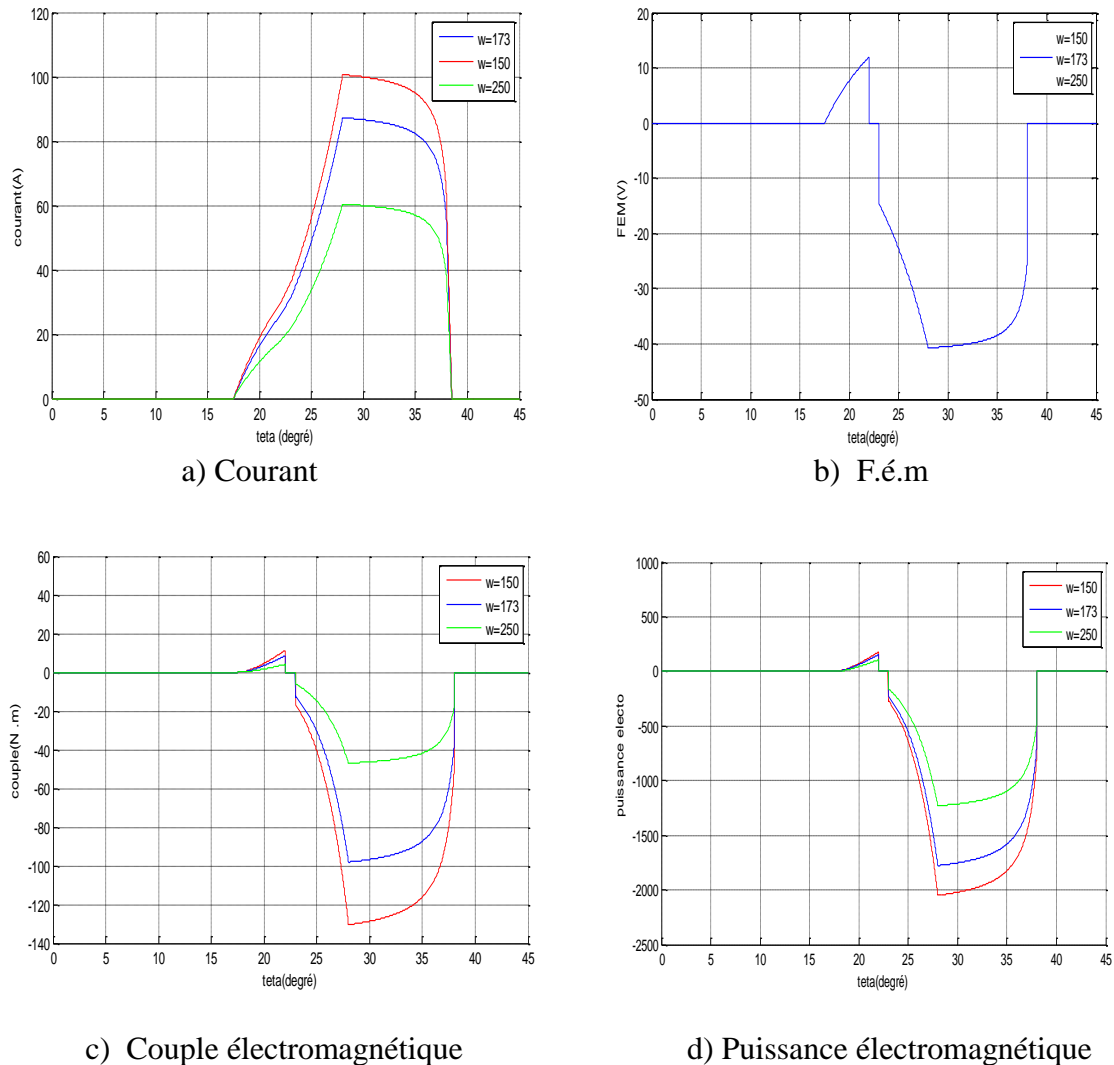 120
100
80
60
40
20
0
0 5 10 15 20 25 30 35 40 45
courant(A)
teta (degré)
w=173
w=150
w=250
a) Courant
20
10
0
-10
-20
-30
-40
-50
0 5 10 15 20 25 30 35 40 45
FEM(V)
teta(degré)
w=150
w=173
w=250
b) F.é.m
60
40
20
0
-20
-40
-60
-80
-100
-120
-140
0 5 10 15 20 25 30 35 40 45
couple(N .m)
teta(degré)
w=150
w=173
w=250
c) Couple électromagnétique
1000
500
0
-500
-1000
-1500
-2000
-2500
0 5 10 15 20 25 30 35 40 45
puissance electo
teta(degré)
w=150
w=173
w=250
d) Puissance électromagnétique